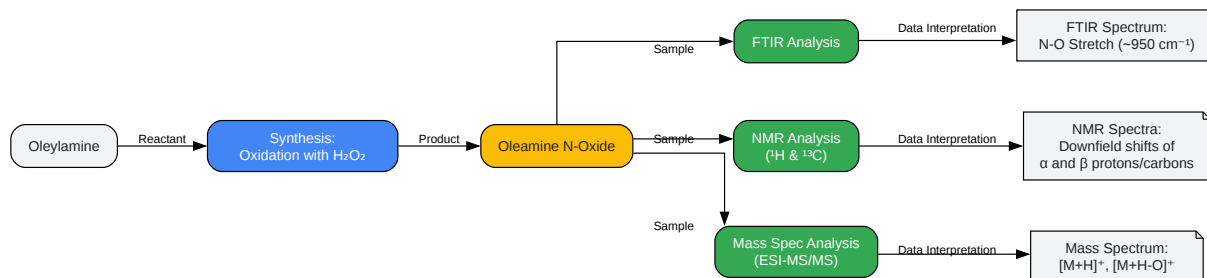 Oleylamine
Reactant
Synthesis:
Oxidation with H₂O₂
Product
Oleamine N-Oxide
Sample
FTIR Analysis
Data Interpretation
FTIR Spectrum:
N-O Stretch (~950 cm⁻¹)
Sample
NMR Analysis
(¹H & ¹³C)
Data Interpretation
NMR Spectra:
Downfield shifts of
α and β protons/carbons
Sample
Mass Spec Analysis
(ESI-MS/MS)
Data Interpretation
Mass Spectrum:
[M+H]⁺, [M+H-O]⁺